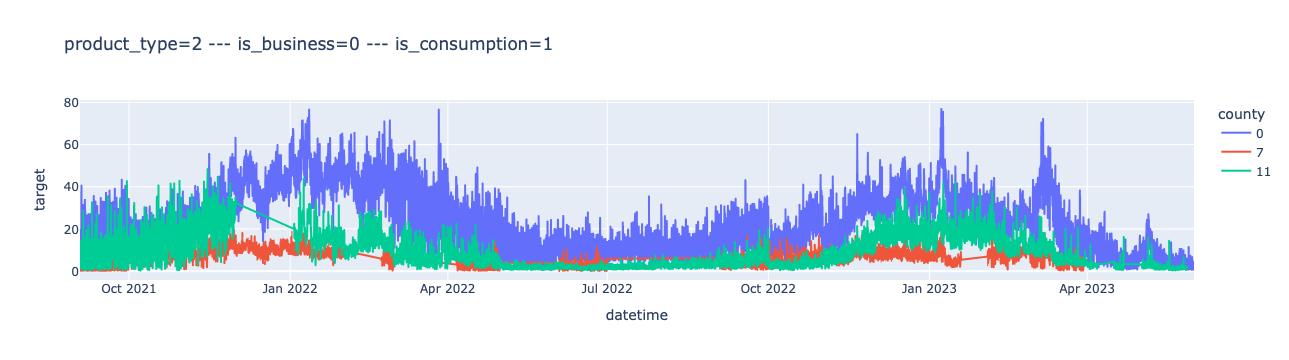 product_type=2 --- is_business=0 --- is_consumption=1
80
60
40
20
0
target
Oct 2021 Jan 2022 Apr 2022 Jul 2022 Oct 2022 Jan 2023 Apr 2023
datetime
county
0
7
11